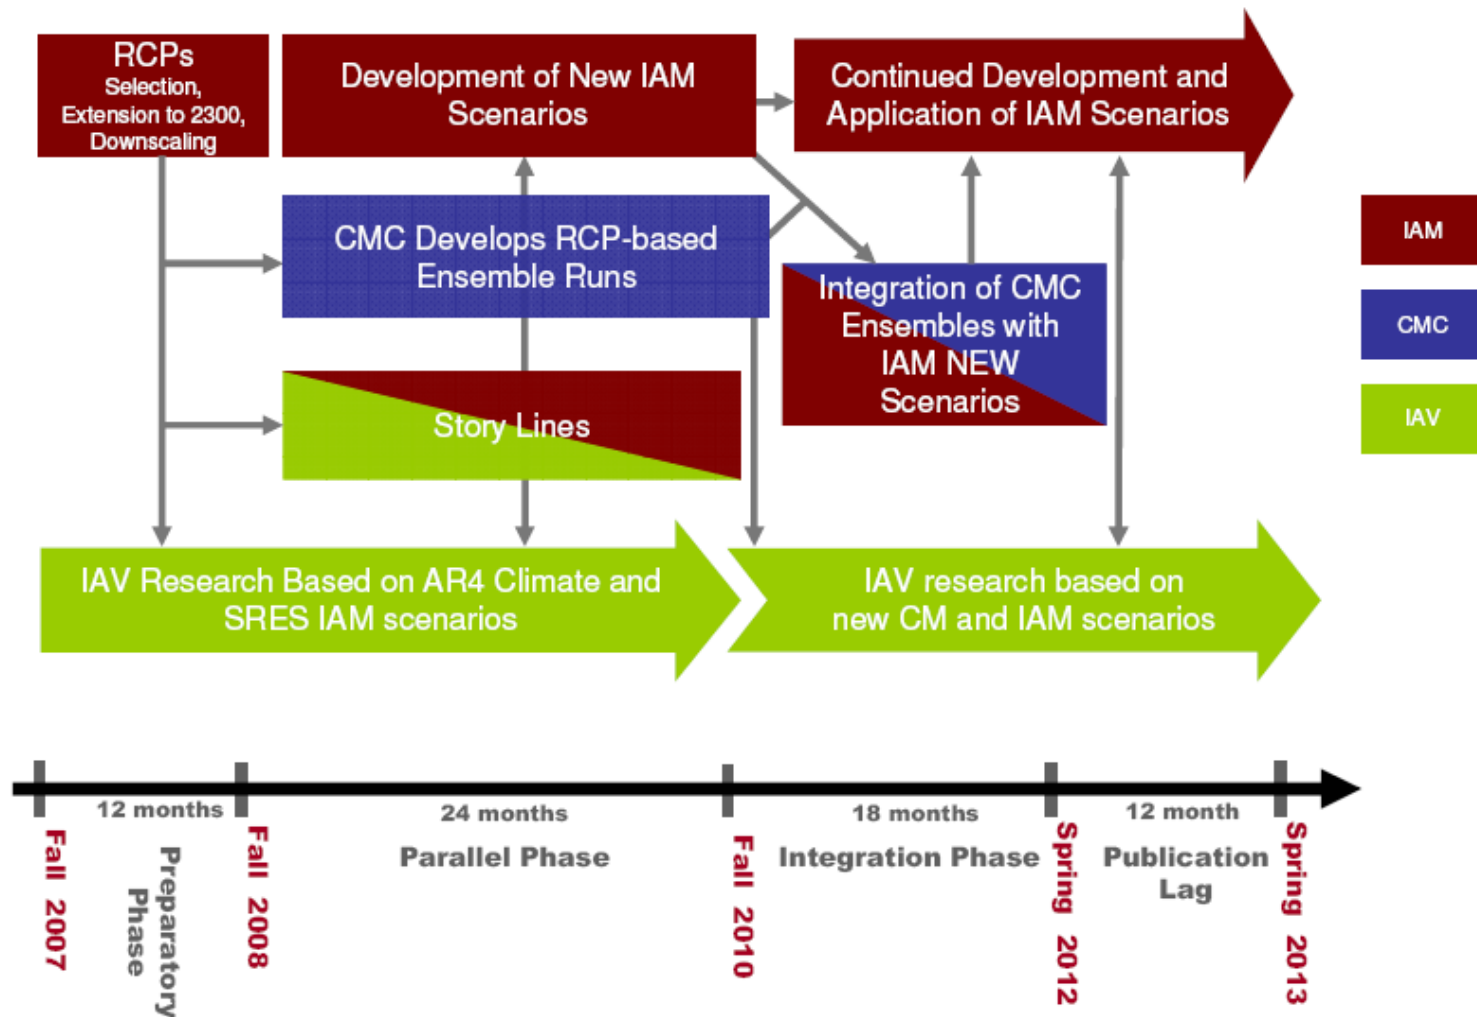 RCPs
Selection,
Extension to 2300,
Downscaling
Development of New IAM
Scenarios
Continued Development and
Application of IAM Scenarios
CMC Develops RCP-based
Ensemble Runs
Integration of CMC
Ensembles with
IAM NEW
Scenarios
Story Lines
IAM
CMC
IAV
IAV Research Based on AR4 Climate and
SRES IAM scenarios
IAV research based on
new CM and IAM scenarios
12 months
24 months
18 months
12 month
Fall 2007
Preparatory
Phase
Fall 2008
Parallel Phase
Fall 2010
Integration Phase
Spring 2012
Publication
Lag
Spring 2013